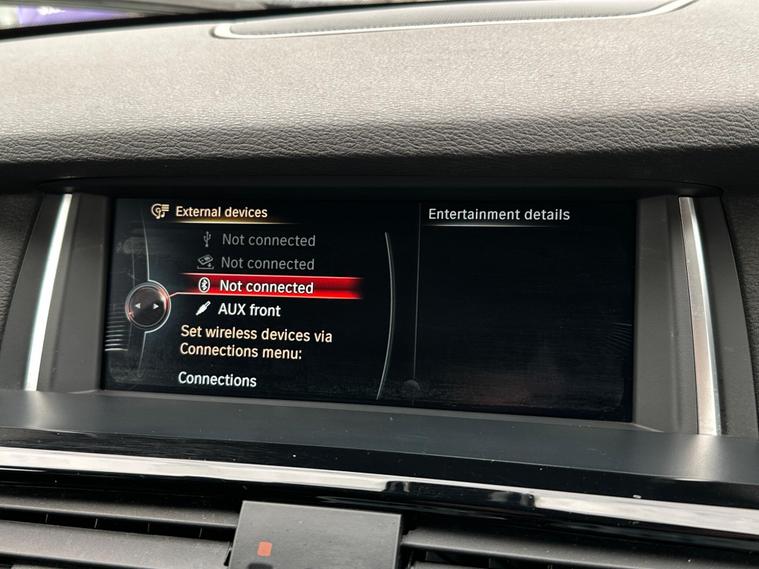 External devices
Entertainment details
Not connected
Not connected
Not connected
AUX front
Set wireless devices via
Connections menu:
Connections